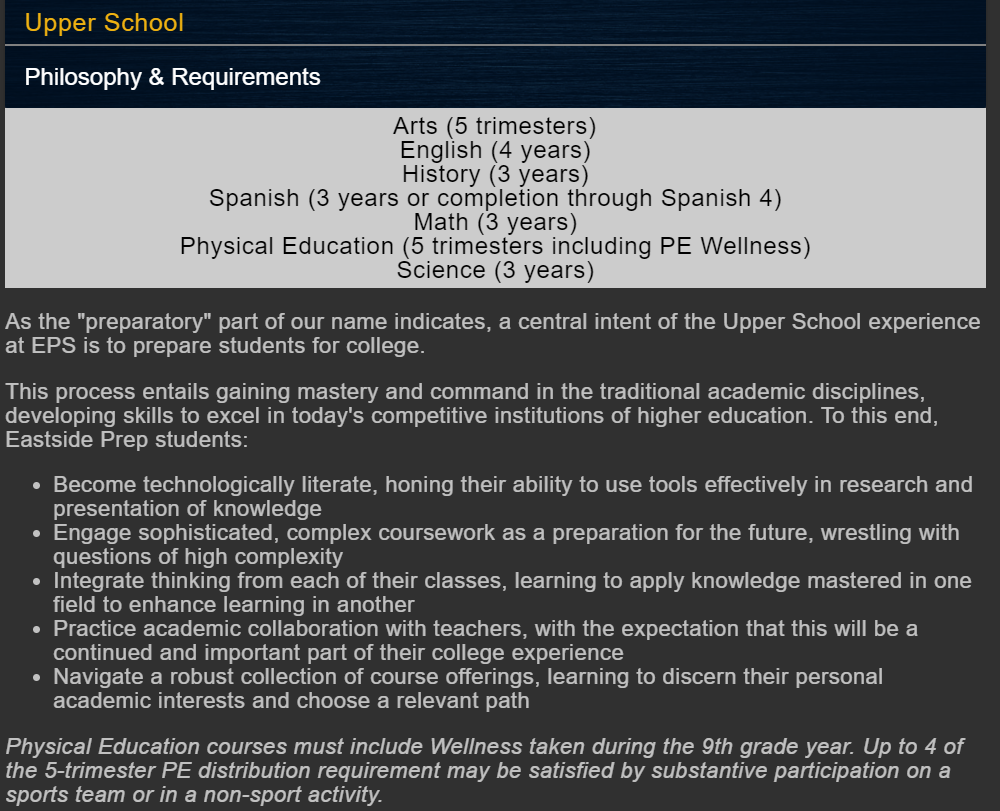 Upper School
Philosophy & Requirements
Arts (5 trimesters)
English (4 years)
History (3 years)
Spanish (3 years or completion through Spanish 4)
Math (3 years)
Physical Education (5 trimesters including PE Wellness)
Science (3 years)
As the "preparatory" part of our name indicates, a central intent of the Upper School experience
at EPS is to prepare students for college.
This process entails gaining mastery and command in the traditional academic disciplines,
developing skills to excel in today's competitive institutions of higher education. To this end,
Eastside Prep students:
• Become technologically literate, honing their ability to use tools effectively in research and
presentation of knowledge
• Engage sophisticated, complex coursework as a preparation for the future, wrestling with
questions of high complexity
• Integrate thinking from each of their classes, learning to apply knowledge mastered in one
field to enhance learning in another
• Practice academic collaboration with teachers, with the expectation that this will be a
continued and important part of their college experience
• Navigate a robust collection of course offerings, learning to discern their personal
academic interests and choose a relevant path
Physical Education courses must include Wellness taken during the 9th grade year. Up to 4 of
the 5-trimester PE distribution requirement may be satisfied by substantive participation on a
sports team or in a non-sport activity.